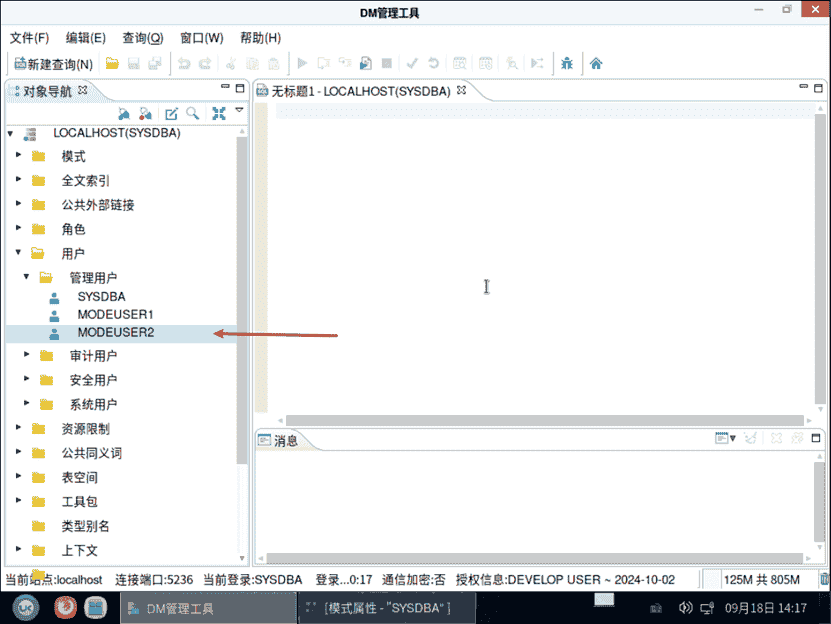 DM管理工具
文件(F) 编辑(E) 查询(Q) 窗口(W) 帮助(H)
新建查询(N)
对象导航
无标题1 - LOCALHOST(SYSDBA)
LOCALHOST(SYSDBA)
模式
全文索引
公共外部链接
角色
用户
管理用户
SYSDBA
MODEUSER1
MODEUSER2
审计用户
安全用户
系统用户
资源限制
公共同义词
表空间
工具包
类型别名
上下文
消息
当前站点:localhost 连接端口:5236 当前登录:SYSDBA 登录...0:17 通信加密:否 授权信息:DEVELOP USER ~ 2024-10-02 125M 共 805M
DM管理工具 [模式属性 - "SYSDBA" ] 09月18日 14:17